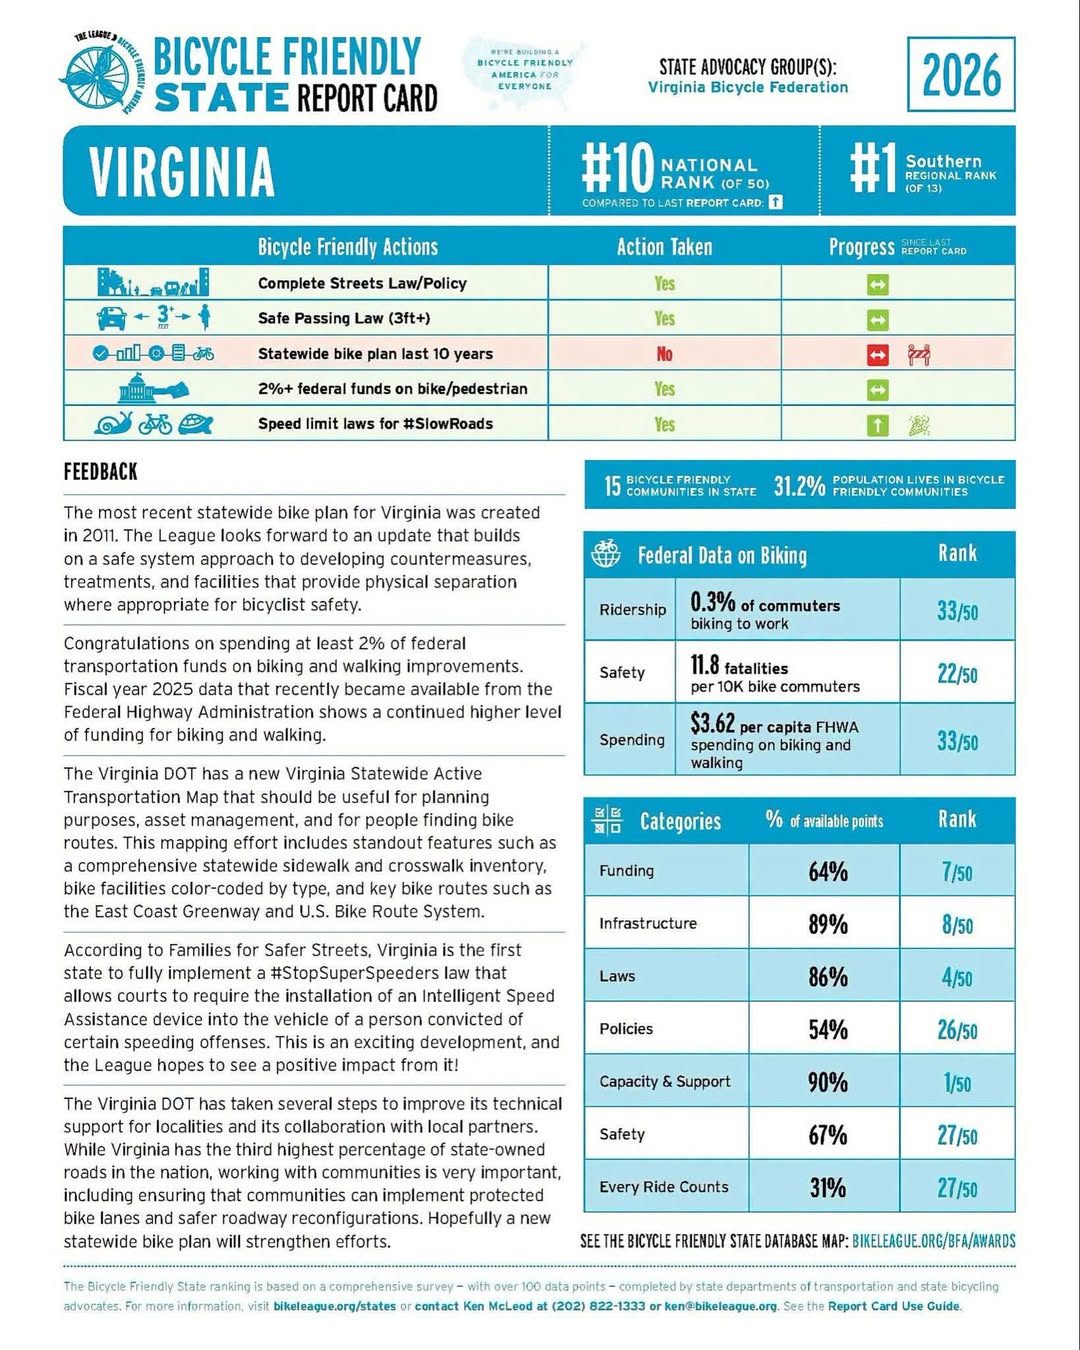 THE LEAGUE OF BICYCLE FRIENDLY AMERICA
BICYCLE FRIENDLY
STATE REPORT CARD
WE'RE BUILDING A
BICYCLE FRIENDLY
AMERICA FOR
EVERYONE
STATE ADVOCACY GROUP(S):
Virginia Bicycle Federation
2026
VIRGINIA
#10 NATIONAL
RANK (OF 50)
COMPARED TO LAST REPORT CARD:
#1 Southern
REGIONAL RANK
(OF 13)
Bicycle Friendly Actions Action Taken Progress SINCE LAST
REPORT CARD
Complete Streets Law/Policy Yes
3+
FEET
Safe Passing Law (3ft+) Yes
Statewide bike plan last 10 years No
2%+ federal funds on bike/pedestrian Yes
Speed limit laws for #SlowRoads Yes
FEEDBACK
The most recent statewide bike plan for Virginia was created
in 2011. The League looks forward to an update that builds
on a safe system approach to developing countermeasures,
treatments, and facilities that provide physical separation
where appropriate for bicyclist safety.
Congratulations on spending at least 2% of federal
transportation funds on biking and walking improvements.
Fiscal year 2025 data that recently became available from the
Federal Highway Administration shows a continued higher level
of funding for biking and walking.
The Virginia DOT has a new Virginia Statewide Active
Transportation Map that should be useful for planning
purposes, asset management, and for people finding bike
routes. This mapping effort includes standout features such as
a comprehensive statewide sidewalk and crosswalk inventory,
bike facilities color-coded by type, and key bike routes such as
the East Coast Greenway and U.S. Bike Route System.
According to Families for Safer Streets, Virginia is the first
state to fully implement a #StopSuperSpeeders law that
allows courts to require the installation of an Intelligent Speed
Assistance device into the vehicle of a person convicted of
certain speeding offenses. This is an exciting development, and
the League hopes to see a positive impact from it!
The Virginia DOT has taken several steps to improve its technical
support for localities and its collaboration with local partners.
While Virginia has the third highest percentage of state-owned
roads in the nation, working with communities is very important,
including ensuring that communities can implement protected
bike lanes and safer roadway reconfigurations. Hopefully a new
statewide bike plan will strengthen efforts.
15 BICYCLE FRIENDLY
COMMUNITIES IN STATE
31.2% POPULATION LIVES IN BICYCLE
FRIENDLY COMMUNITIES
Federal Data on Biking Rank
Ridership 0.3% of commuters
biking to work 33/50
Safety 11.8 fatalities
per 10K bike commuters 22/50
Spending $3.62 per capita FHWA
spending on biking and
walking 33/50
Categories % of available points Rank
Funding 64% 7/50
Infrastructure 89% 8/50
Laws 86% 4/50
Policies 54% 26/50
Capacity & Support 90% 1/50
Safety 67% 27/50
Every Ride Counts 31% 27/50
SEE THE BICYCLE FRIENDLY STATE DATABASE MAP: BIKELEAGUE.ORG/BFA/AWARDS
The Bicycle Friendly State ranking is based on a comprehensive survey – with over 100 data points – completed by state departments of transportation and state bicycling
advocates. For more information, visit bikeleague.org/states or contact Ken McLeod at (202) 822-1333 or ken@bikeleague.org. See the Report Card Use Guide.